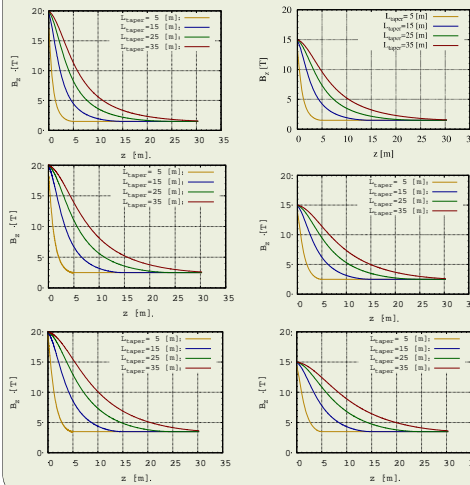 20
15
10
5
0
B_z [T]
L_taper = 5 [m]
L_taper=15 [m]
L_taper=25 [m]
L_taper=35 [m]
0 5 10 15 20 25 30 35
z [m]
20
15
10
5
0
B_z [T]
L_taper = 5 [m]
L_taper=15 [m]
L_taper=25 [m]
L_taper=35 [m]
0 5 10 15 20 25 30 35
z [m]
20
15
10
5
0
B_z [T]
L_taper = 5 [m]
L_taper=15 [m]
L_taper=25 [m]
L_taper=35 [m]
0 5 10 15 20 25 30 35
z [m]
20
15
10
5
0
B_z [T]
L_taper = 5 [m]
L_taper=15 [m]
L_taper=25 [m]
L_taper=35 [m]
0 5 10 15 20 25 30 35
z [m]
20
15
10
5
0
B_z [T]
L_taper = 5 [m]
L_taper=15 [m]
L_taper=25 [m]
L_taper=35 [m]
0 5 10 15 20 25 30 35
z [m]
20
15
10
5
0
B_z [T]
L_taper = 5 [m]
L_taper=15 [m]
L_taper=25 [m]
L_taper=35 [m]
0 5 10 15 20 25 30 35
z [m]